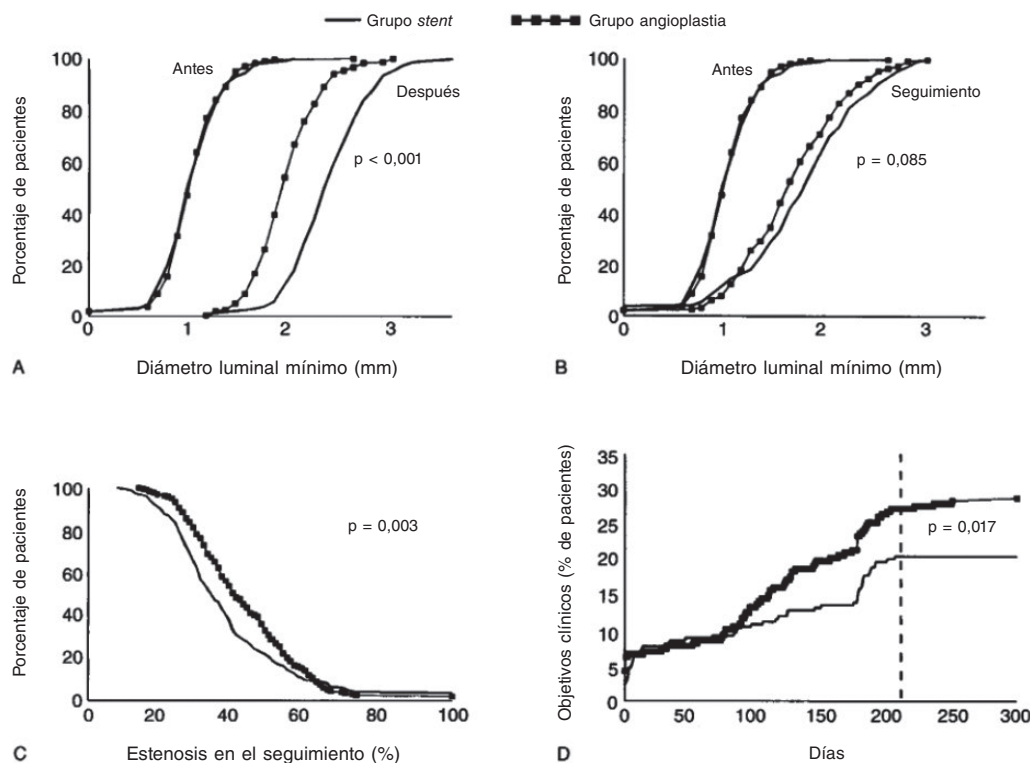 Grupo stent
Grupo angioplastia
Porcentaje de pacientes
100
80
60
40
20
0
Antes
Después
p < 0,001
0 1 2 3
A
Diámetro luminal mínimo (mm)
Porcentaje de pacientes
100
80
60
40
20
0
Antes
Seguimiento
p = 0,085
0 1 2 3
B
Diámetro luminal mínimo (mm)
Porcentaje de pacientes
100
80
60
40
20
0
p = 0,003
0 20 40 60 80 100
C
Estenosis en el seguimiento (%)
Objetivos clínicos (% de pacientes)
35
30
25
20
15
10
5
0
p = 0,017
0 50 100 150 200 250 300
D
Días